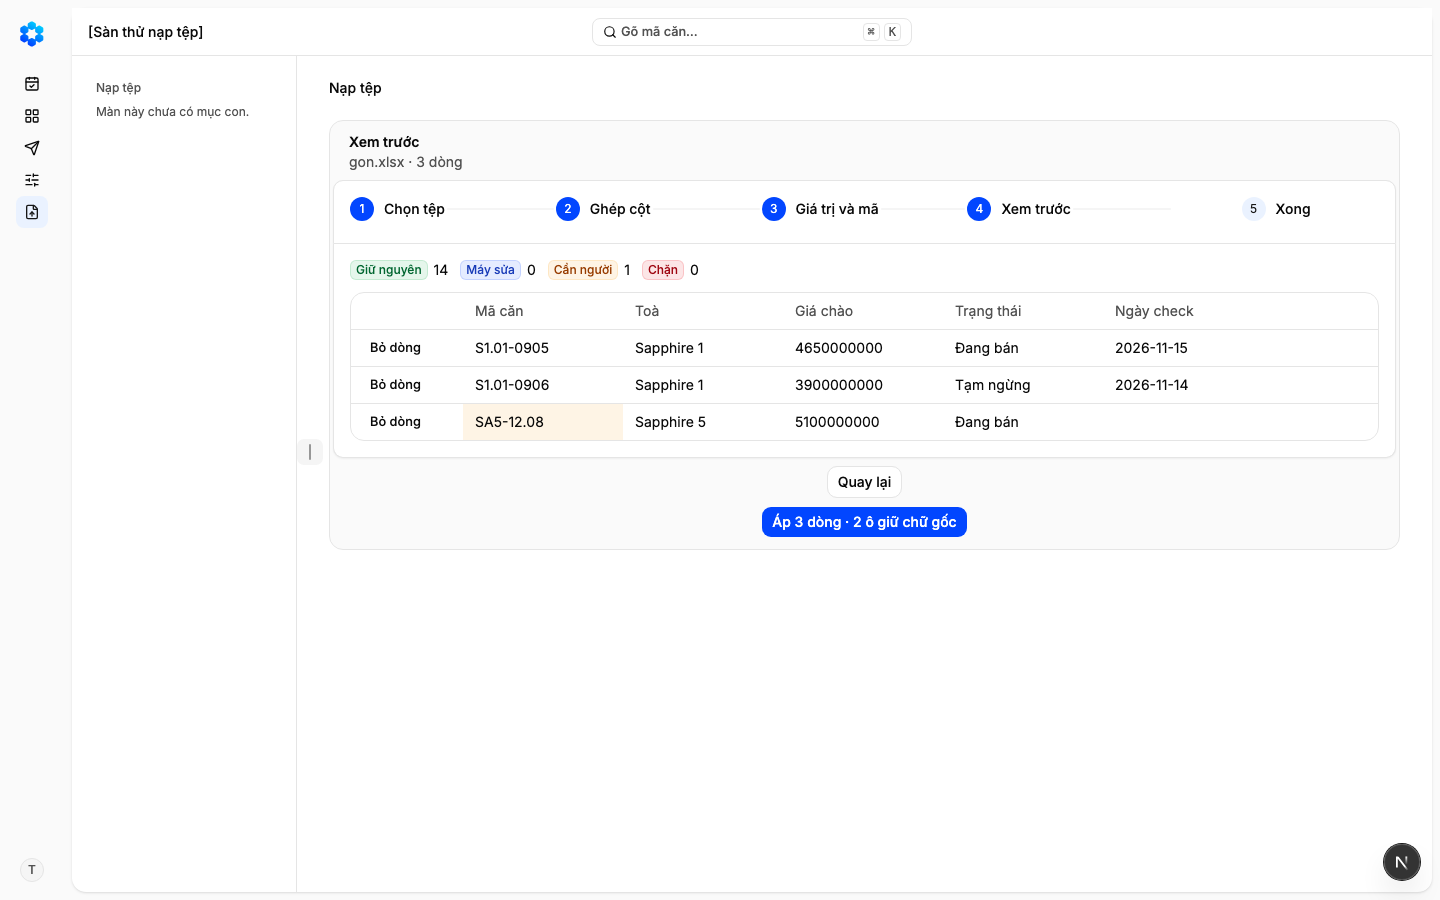 [Sàn thử nạp tệp]
Gõ mã căn...
⌘ K
Nạp tệp
Màn này chưa có mục con.
Nạp tệp
Xem trước
gon.xlsx · 3 dòng
1 Chọn tệp 2 Ghép cột 3 Giá trị và mã 4 Xem trước 5 Xong
Giữ nguyên 14 Máy sửa 0 Cần người 1 Chặn 0
Mã căn Toà Giá chào Trạng thái Ngày check
Bỏ dòng S1.01-0905 Sapphire 1 4650000000 Đang bán 2026-11-15
Bỏ dòng S1.01-0906 Sapphire 1 3900000000 Tạm ngừng 2026-11-14
Bỏ dòng SA5-12.08 Sapphire 5 5100000000 Đang bán
Quay lại
Áp 3 dòng · 2 ô giữ chữ gốc
T
N